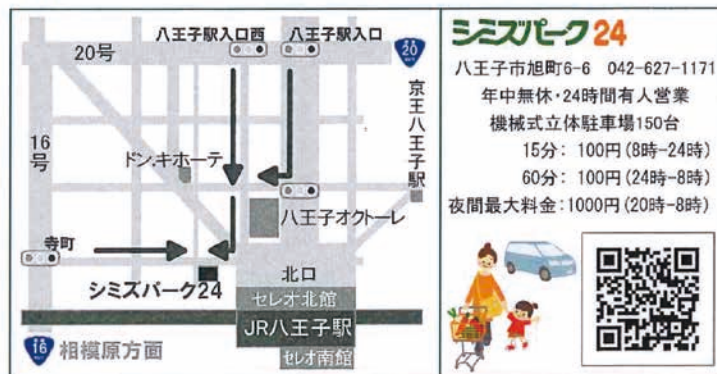 八王子駅入口西
八王子駅入口
20号
20
京王八王子駅
16号
ドン.キホーテ
八王子オクトーレ
寺町
シミズパーク24
北口
セレオ北館
JR八王子駅
セレオ南館
16
相模原方面
シミズパーク24
八王子市旭町6-6 042-627-1171
年中無休・24時間有人営業
機械式立体駐車場150台
15分: 100円(8時-24時)
60分: 100円(24時-8時)
夜間最大料金:1000円(20時-8時)